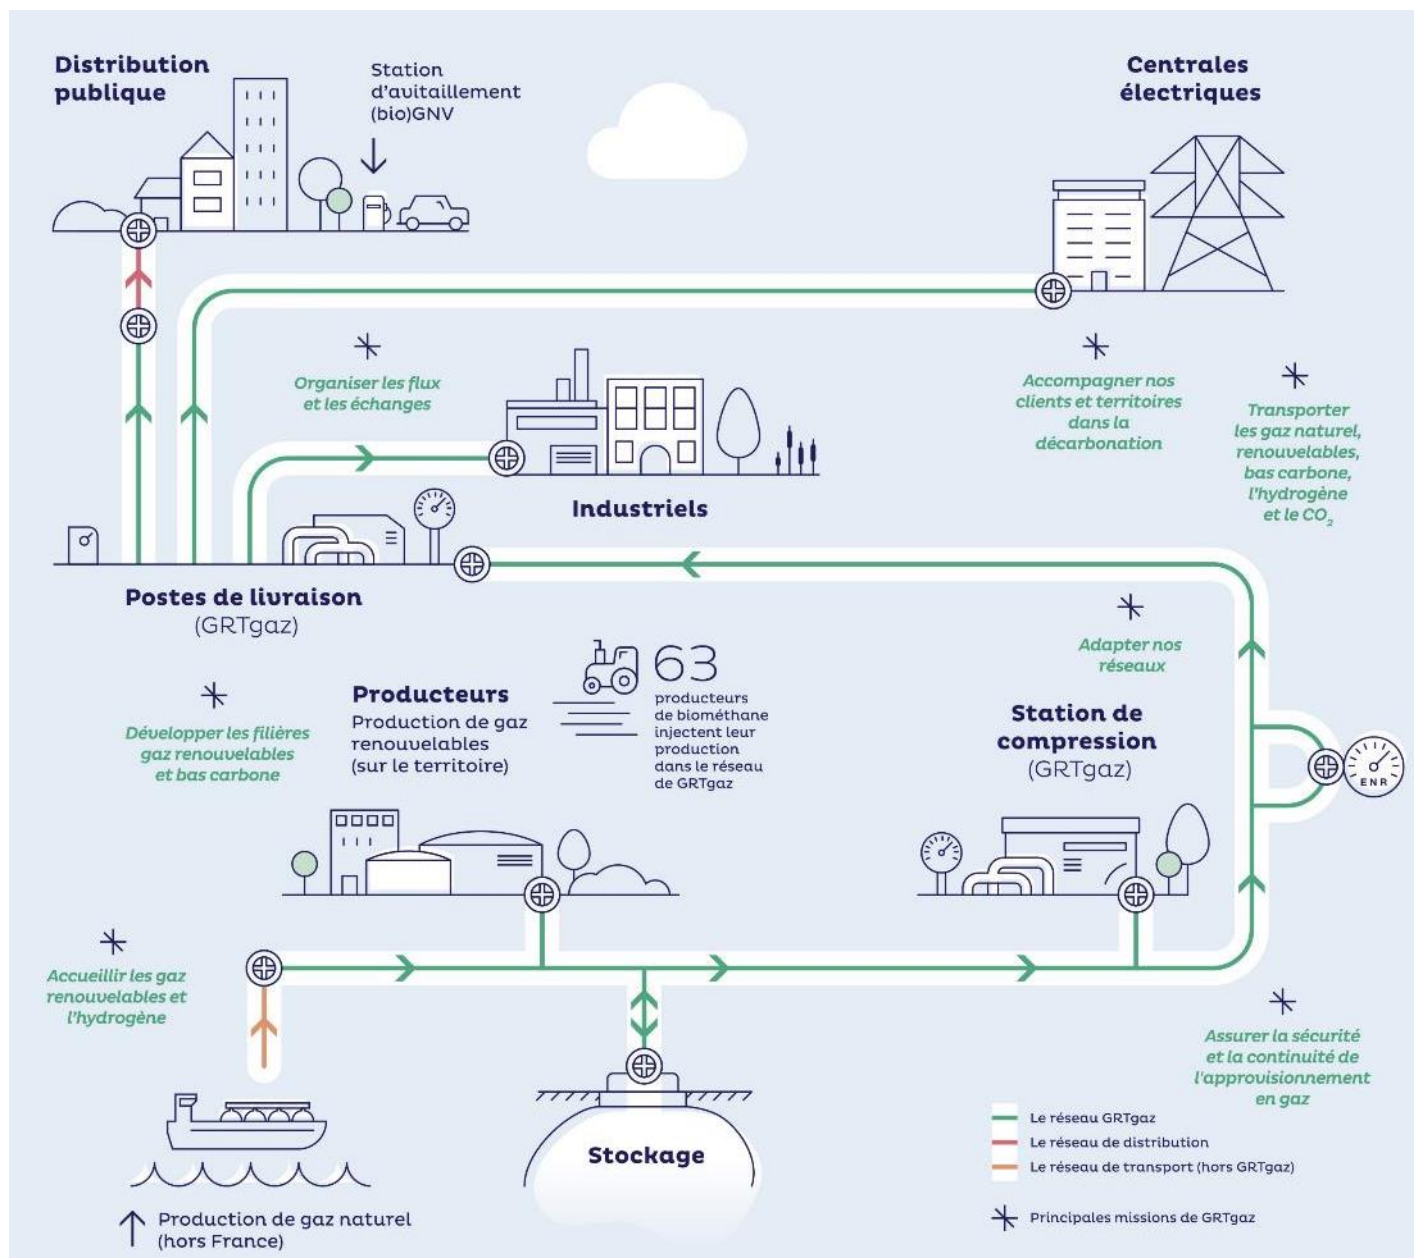 Distribution
publique
Station
d'avitaillement
(bio)GNV
Centrales
électriques
Organiser les flux
et les échanges
Accompagner nos
clients et territoires
dans la
décarbonation
Transporter
les gaz naturel,
renouvelables,
bas carbone,
l'hydrogène
et le CO₂
Industriels
Postes de livraison
(GRTgaz)
Adapter nos
réseaux
Développer les filières
gaz renouvelables
et bas carbone
Producteurs
Production de gaz
renouvelables
(sur le territoire)
63
producteurs
de biométhane
injectent leur
production
dans le réseau
de GRTgaz
Station de
compression
(GRTgaz)
ENR
Accueillir les gaz
renouvelables et
l'hydrogène
Assurer la sécurité
et la continuité de
l'approvisionnement
en gaz
Stockage
Production de gaz naturel
(hors France)
Le réseau GRTgaz
Le réseau de distribution
Le réseau de transport (hors GRTgaz)
Principales missions de GRTgaz